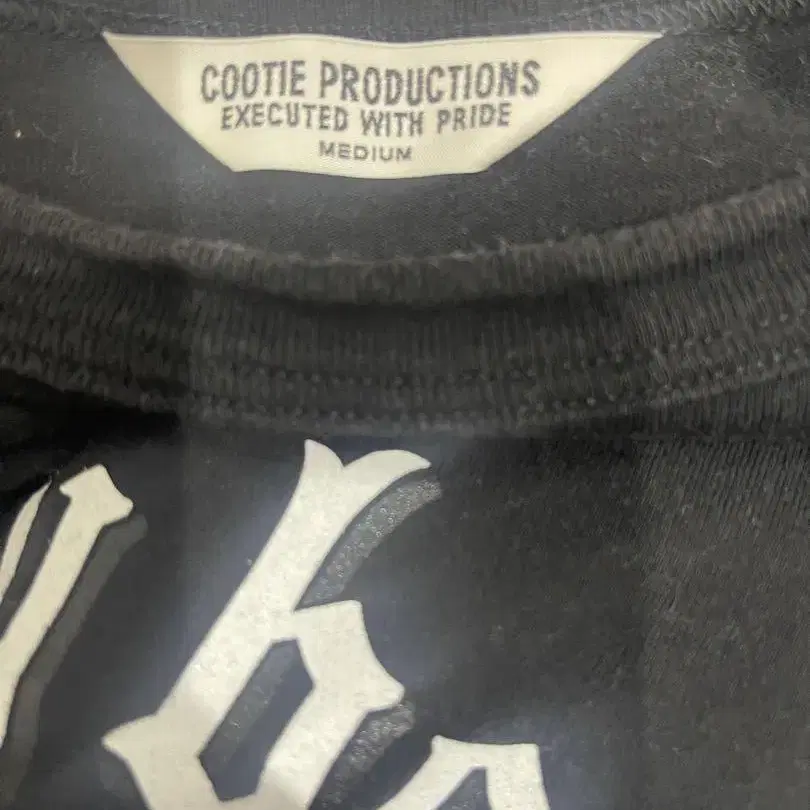 COOTIE PRODUCTIONS
EXECUTED WITH PRIDE
MEDIUM